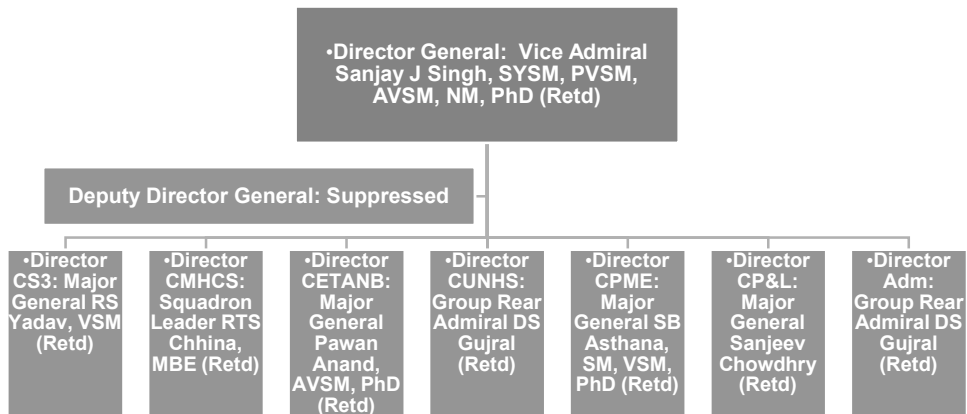 •Director General: Vice Admiral
Sanjay J Singh, SYSM, PVSM,
AVSM, NM, PhD (Retd)
Deputy Director General: Suppressed
•Director
CS3: Major
General RS
Yadav, VSM
(Retd)
•Director
CMHCS:
Squadron
Leader RTS
Chhina,
MBE (Retd)
•Director
CETANB:
Major
General
Pawan
Anand,
AVSM, PhD
(Retd)
•Director
CUNHS:
Group Rear
Admiral DS
Gujral (Retd)
•Director
CPME:
Major
General SB
Asthana,
SM, VSM,
PhD (Retd)
•Director
CP&L:
Major
General
Sanjeev
Chowdhry
(Retd)
•Director
Adm:
Group Rear
Admiral DS
Gujral
(Retd)